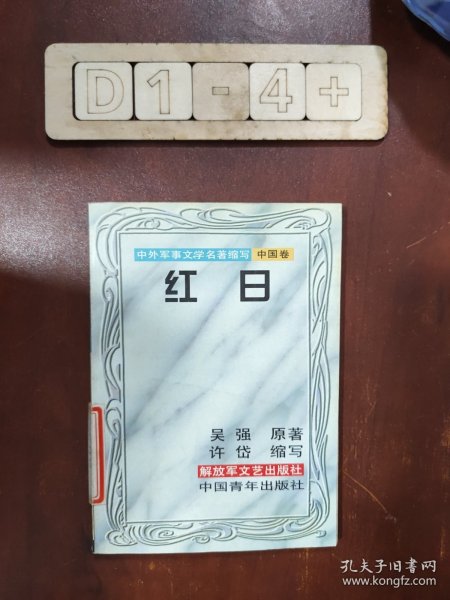 D1-4+
中外军事文学名著缩写 中国卷
红日
吴强 原著
许岱 缩写
解放军文艺出版社
中国青年出版社
孔夫子旧书网
www.kongfz.com